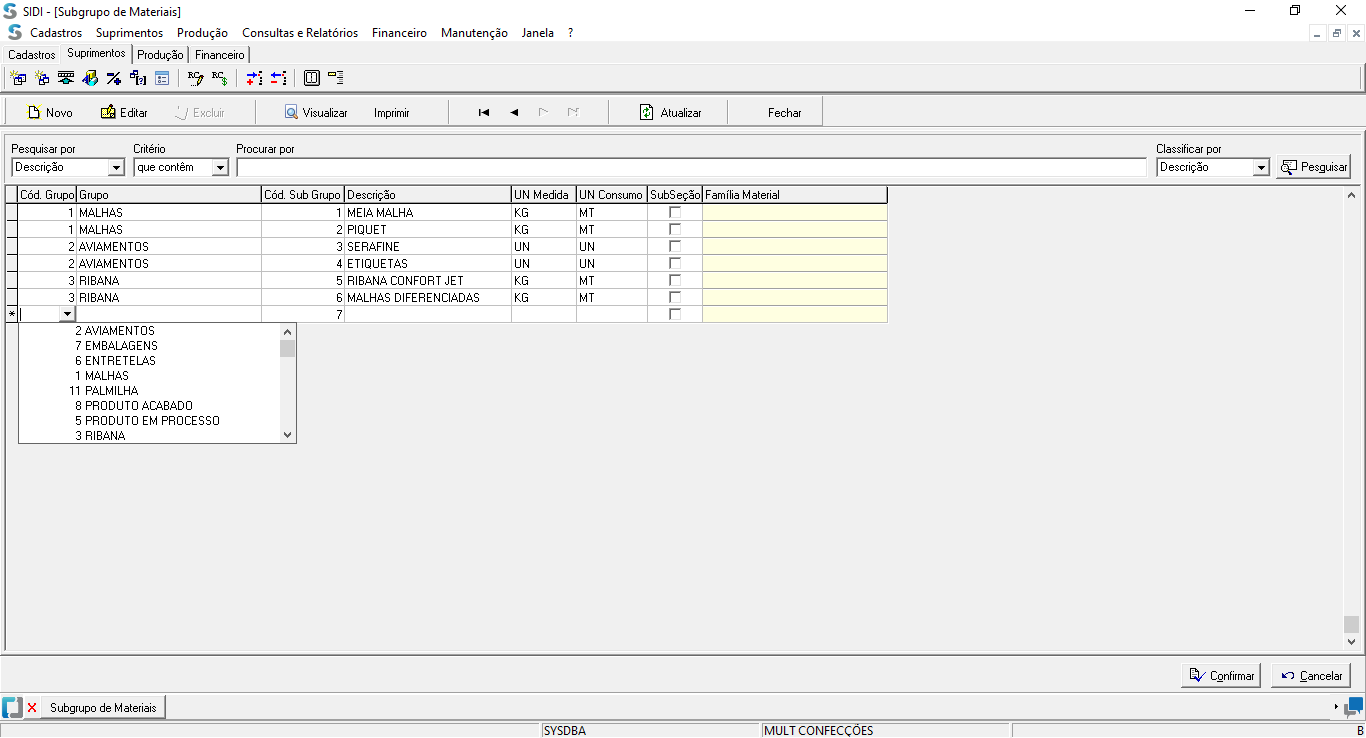 SIDI - [Subgrupo de Materiais]
Cadastros Suprimentos Produção Consultas e Relatórios Financeiro Manutenção Janela ?
Cadastros Suprimentos Produção Financeiro
Novo Editar Excluir Visualizar Imprimir Atualizar Fechar
Pesquisar por Critério Procurar por Classificar por
Descrição que contêm Descrição Pesquisar
Cód. Grupo Grupo Cód. Sub Grupo Descrição UN Medida UN Consumo SubSeção Família Material
1 MALHAS 1 MEIA MALHA KG MT
1 MALHAS 2 PIQUET KG MT
2 AVIAMENTOS 3 SERAFINE UN UN
2 AVIAMENTOS 4 ETIQUETAS UN UN
3 RIBANA 5 RIBANA CONFORT JET KG MT
3 RIBANA 6 MALHAS DIFERENCIADAS KG MT
* 7
2 AVIAMENTOS
7 EMBALAGENS
6 ENTRETELAS
1 MALHAS
11 PALMILHA
8 PRODUTO ACABADO
5 PRODUTO EM PROCESSO
3 RIBANA
Confirmar Cancelar
Subgrupo de Materiais
SYSDBA MULT CONFECÇÕES B